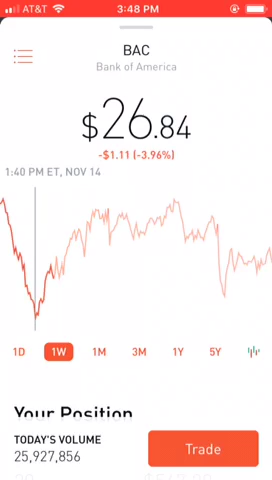 AT&T 3:48 PM
BAC
Bank of America
$26.84
-$1.11 (-3.96%)
1:40 PM ET, NOV 14
1D 1W 1M 3M 1Y 5Y
Your Position
TODAY'S VOLUME
25,927,856
Trade